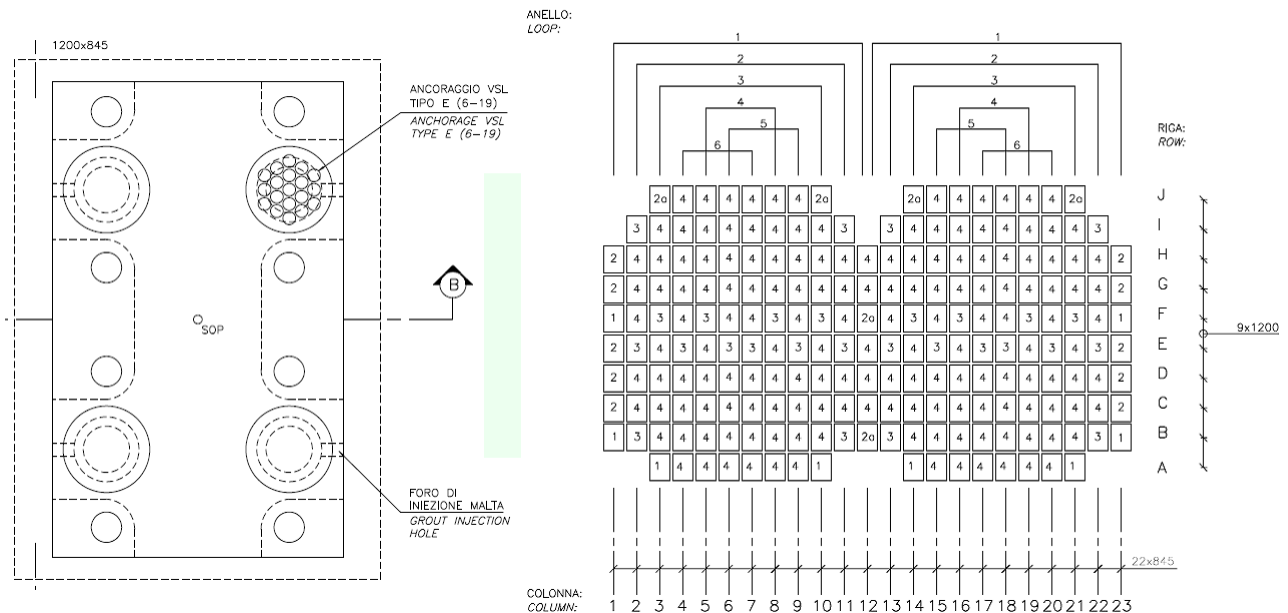 1200x845
ANCORAGGIO VSL
TIPO E (6-19)
ANCHORAGE VSL
TYPE E (6-19)
B
SOP
FORO DI
INIEZIONE MALTA
GROUT INJECTION
HOLE
ANELLO:
LOOP:
1 1
2 2
3 3
4 4
5 5
6 6
RIGA:
ROW:
2a 4 4 4 4 4 4 2a 2a 4 4 4 4 4 4 2a J
3 4 4 4 4 4 4 4 4 3 3 4 4 4 4 4 4 4 4 3 I
2 4 4 4 4 4 4 4 4 4 4 4 4 4 4 4 4 4 4 4 4 4 2 H
2 4 4 4 4 4 4 4 4 4 4 4 4 4 4 4 4 4 4 4 4 4 2 G
1 4 3 4 3 4 4 3 4 3 4 2a 4 3 4 3 4 4 3 4 3 4 1 F
9x1200
2 3 4 3 4 3 3 4 3 4 3 4 3 4 3 4 3 3 4 3 4 3 2 E
2 4 4 4 4 4 4 4 4 4 4 4 4 4 4 4 4 4 4 4 4 4 2 D
2 4 4 4 4 4 4 4 4 4 4 4 4 4 4 4 4 4 4 4 4 4 2 C
1 3 4 4 4 4 4 4 4 4 3 2a 3 4 4 4 4 4 4 4 4 3 1 B
1 4 4 4 4 4 4 1 1 4 4 4 4 4 4 1 A
22x845
COLONNA:
COLUMN: 1 2 3 4 5 6 7 8 9 10 11 12 13 14 15 16 17 18 19 20 21 22 23